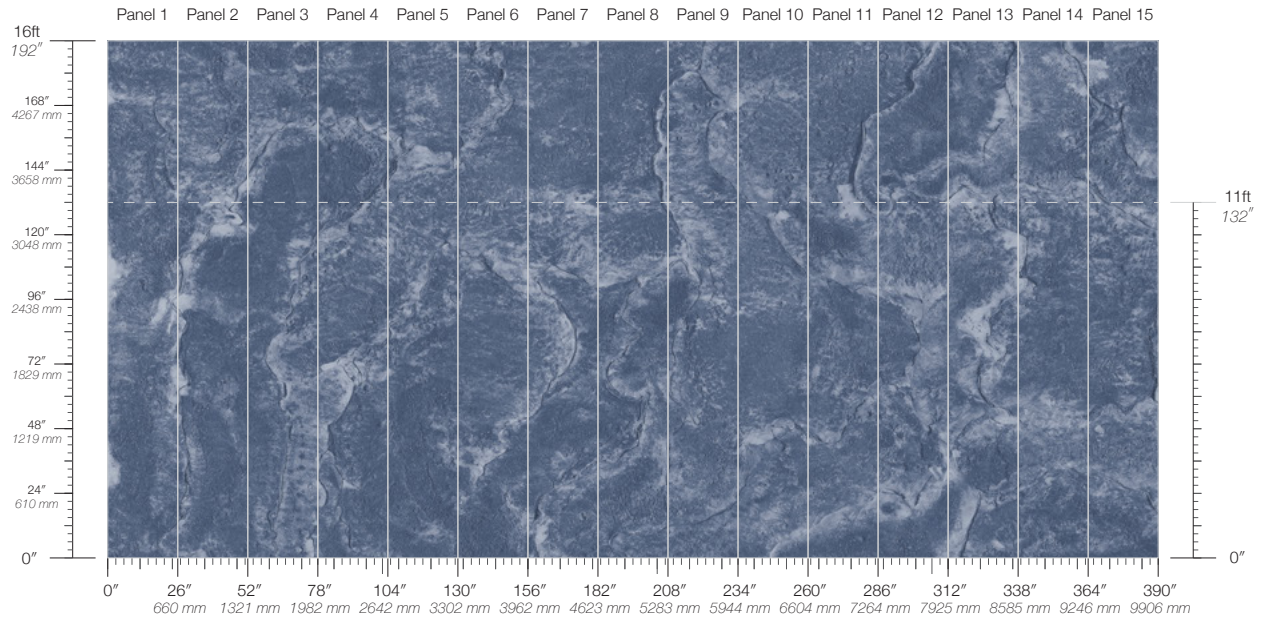 Panel 1 Panel 2 Panel 3 Panel 4 Panel 5 Panel 6 Panel 7 Panel 8 Panel 9 Panel 10 Panel 11 Panel 12 Panel 13 Panel 14 Panel 15
16ft
192″
168″
4267 mm
144″
3658 mm
11ft
132″
120″
3048 mm
96″
2438 mm
72″
1829 mm
48″
1219 mm
24″
610 mm
0″
0″
0″ 26″ 52″ 78″ 104″ 130″ 156″ 182″ 208″ 234″ 260″ 286″ 312″ 338″ 364″ 390″
660 mm 1321 mm 1982 mm 2642 mm 3302 mm 3962 mm 4623 mm 5283 mm 5944 mm 6604 mm 7264 mm 7925 mm 8585 mm 9246 mm 9906 mm